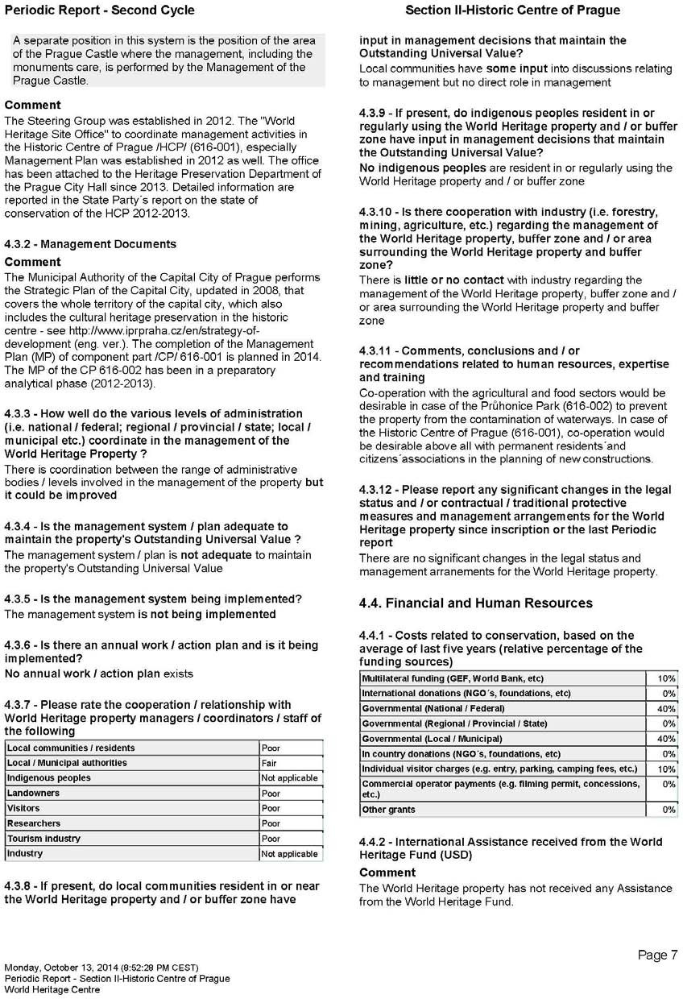 Periodic Report - Second Cycle
Section II-Historic Centre of Prague
A separate position in this system is the position of the area
of the Prague Castle where the management, including the
monuments care, is performed by the Management of the
Prague Castle.
Comment
The Steering Group was established in 2012. The "World
Heritage Site Office" to coordinate management activities in
the Historic Centre of Prague /HCP/ (616-001), especially
Management Plan was established in 2012 as well. The office
has been attached to the Heritage Preservation Department of
the Prague City Hall since 2013. Detailed information are
reported in the State Party´s report on the state of
conservation of the HCP 2012-2013.
4.3.2 - Management Documents
Comment
The Municipal Authority of the Capital City of Prague performs
the Strategic Plan of the Capital City, updated in 2008, that
covers the whole territory of the capital city, which also
includes the cultural heritage preservation in the historic
centre - see http://www.iprpraha.cz/en/strategy-of-
development (eng. ver.). The completion of the Management
Plan (MP) of component part /CP/ 616-001 is planned in 2014.
The MP of the CP 616-002 has been in a preparatory
analytical phase (2012-2013).
4.3.3 - How well do the various levels of administration
(i.e. national / federal; regional / provincial / state; local /
municipal etc.) coordinate in the management of the
World Heritage Property ?
There is coordination between the range of administrative
bodies / levels involved in the management of the property but
it could be improved
4.3.4 - Is the management system / plan adequate to
maintain the property's Outstanding Universal Value ?
The management system / plan is not adequate to maintain
the property's Outstanding Universal Value
4.3.5 - Is the management system being implemented?
The management system is not being implemented
4.3.6 - Is there an annual work / action plan and is it being
implemented?
No annual work / action plan exists
4.3.7 - Please rate the cooperation / relationship with
World Heritage property managers / coordinators / staff of
the following
Local communities / residents Poor
Local / Municipal authorities Fair
Indigenous peoples Not applicable
Landowners Poor
Visitors Poor
Researchers Poor
Tourism industry Poor
Industry Not applicable
4.3.8 - If present, do local communities resident in or near
the World Heritage property and / or buffer zone have
input in management decisions that maintain the
Outstanding Universal Value?
Local communities have some input into discussions relating
to management but no direct role in management
4.3.9 - If present, do indigenous peoples resident in or
regularly using the World Heritage property and / or buffer
zone have input in management decisions that maintain
the Outstanding Universal Value?
No indigenous peoples are resident in or regularly using the
World Heritage property and / or buffer zone
4.3.10 - Is there cooperation with industry (i.e. forestry,
mining, agriculture, etc.) regarding the management of
the World Heritage property, buffer zone and / or area
surrounding the World Heritage property and buffer
zone?
There is little or no contact with industry regarding the
management of the World Heritage property, buffer zone and /
or area surrounding the World Heritage property and buffer
zone
4.3.11 - Comments, conclusions and / or
recommendations related to human resources, expertise
and training
Co-operation with the agricultural and food sectors would be
desirable in case of the Průhonice Park (616-002) to prevent
the property from the contamination of waterways. In case of
the Historic Centre of Prague (616-001), co-operation would
be desirable above all with permanent residents´and
citizens´associations in the planning of new constructions.
4.3.12 - Please report any significant changes in the legal
status and / or contractual / traditional protective
measures and management arrangements for the World
Heritage property since inscription or the last Periodic
report
There are no significant changes in the legal status and
management arranements for the World Heritage property.
4.4. Financial and Human Resources
4.4.1 - Costs related to conservation, based on the
average of last five years (relative percentage of the
funding sources)
Multilateral funding (GEF, World Bank, etc) 10%
International donations (NGO´s, foundations, etc) 0%
Governmental (National / Federal) 40%
Governmental (Regional / Provincial / State) 0%
Governmental (Local / Municipal) 40%
In country donations (NGO´s, foundations, etc) 0%
Individual visitor charges (e.g. entry, parking, camping fees, etc.) 10%
Commercial operator payments (e.g. filming permit, concessions, 0%
etc.)
Other grants 0%
4.4.2 - International Assistance received from the World
Heritage Fund (USD)
Comment
The World Heritage property has not received any Assistance
from the World Heritage Fund.
Page 7
Monday, October 13, 2014 (8:52:28 PM CEST)
Periodic Report - Section II-Historic Centre of Prague
World Heritage Centre